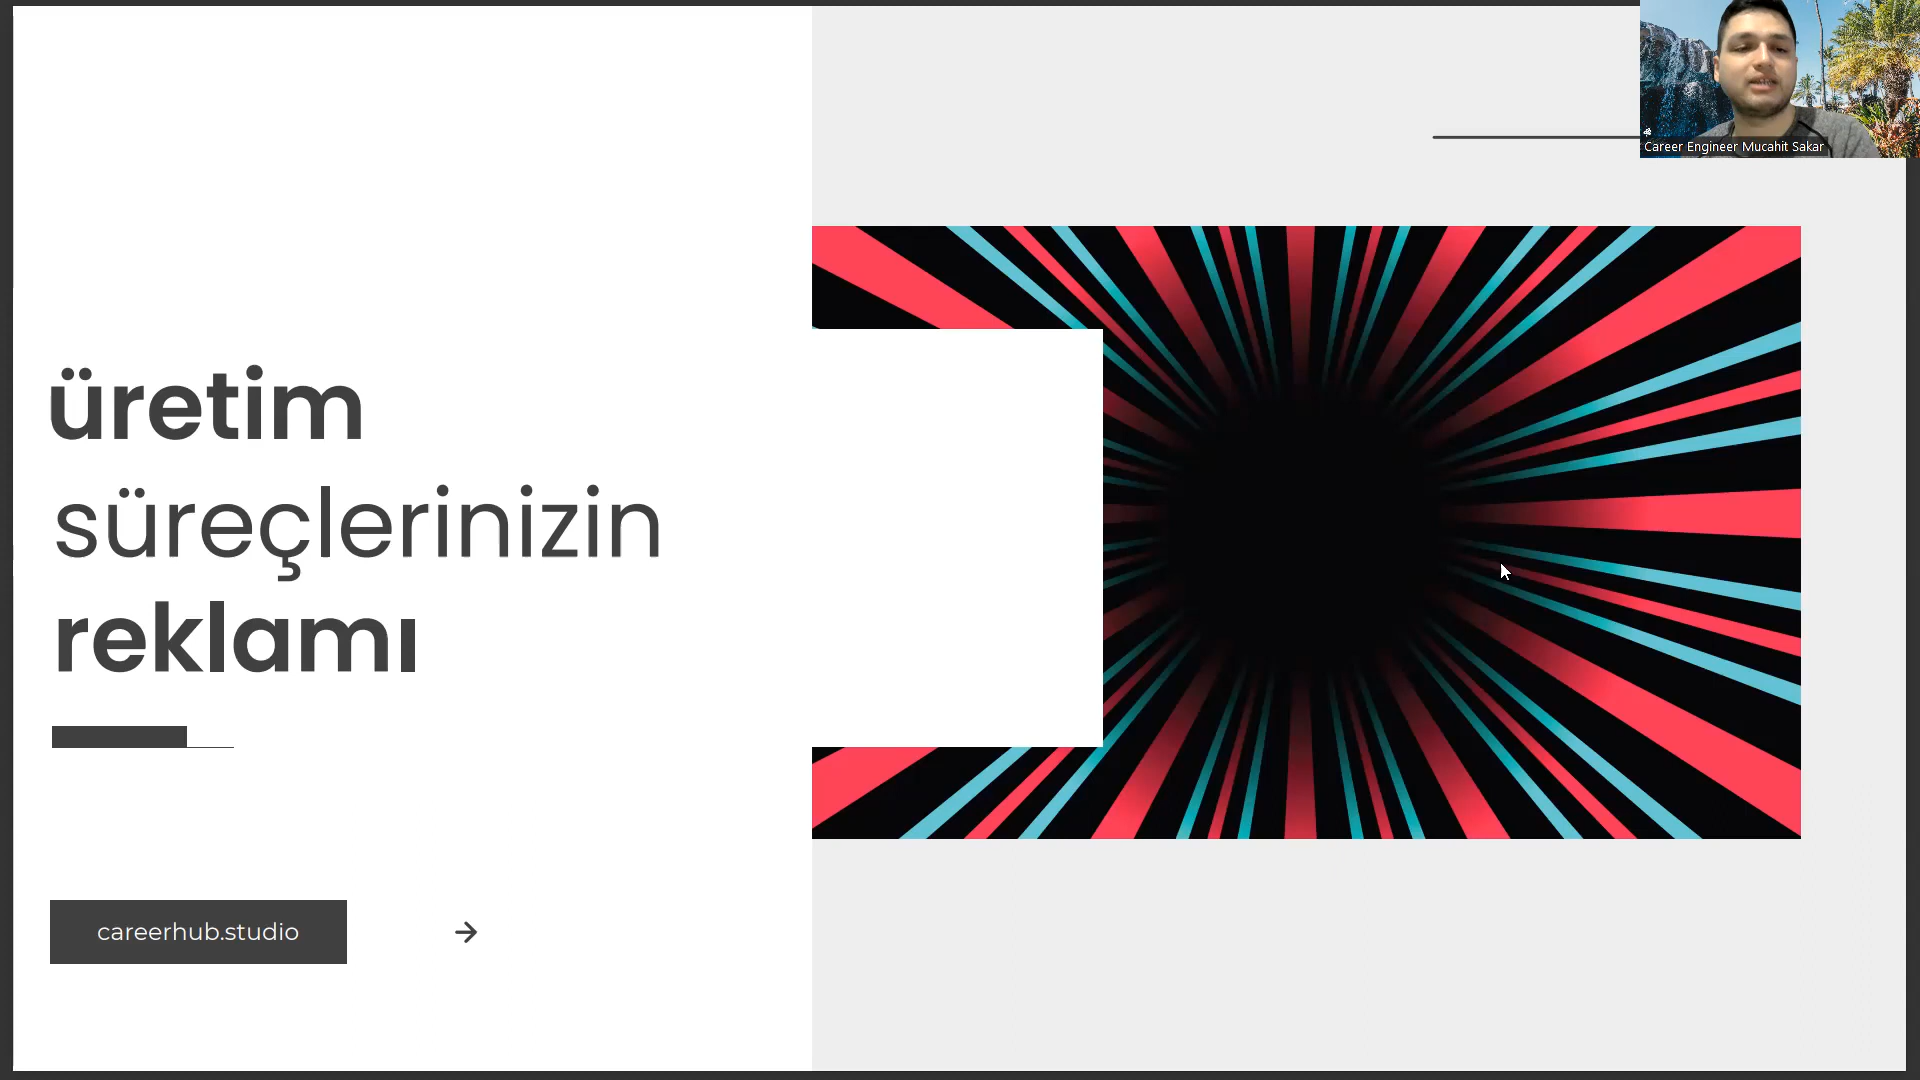 Career Engineer Mucahit Sakar
üretim
süreçlerinizin
reklamı
careerhub.studio